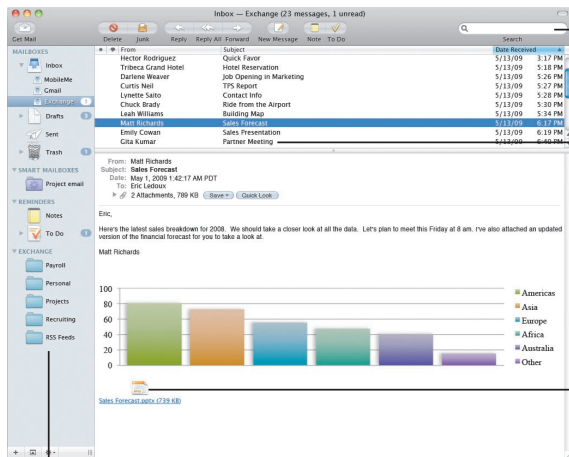 Inbox — Exchange (23 messages, 1 unread)
Get Mail Delete Junk Reply Reply All Forward New Message Note To Do Search
MAILBOXES
Inbox
MobileMe
Gmail
Exchange 1
Drafts 3
Sent
Trash 1
SMART MAILBOXES
Project email
REMINDERS
Notes
To Do
EXCHANGE
Payroll
Personal
Projects
Recruiting
RSS Feeds
From Subject Date Received
Hector Rodriguez Quick Favor 5/13/09 3:17 PM
Tribeca Grand Hotel Hotel Reservation 5/13/09 5:18 PM
Darlene Weaver Job Opening in Marketing 5/13/09 5:26 PM
Curtis Neil TPS Report 5/13/09 5:27 PM
Lynette Saito Contact Info 5/13/09 5:28 PM
Chuck Brady Ride from the Airport 5/13/09 5:30 PM
Leah Williams Building Map 5/13/09 5:34 PM
Matt Richards Sales Forecast 5/13/09 6:17 PM
Emily Cowan Sales Presentation 5/13/09 6:19 PM
Gita Kumar Partner Meeting 5/13/09 6:40 PM
From: Matt Richards
Subject: Sales Forecast
Date: May 1, 2009 1:42:17 AM PDT
To: Eric Ledoux
2 Attachments, 789 KB Save Quick Look
Eric,
Here's the latest sales breakdown for 2008. We should take a closer look at all the data. Let's plan to meet this Friday at 8 am. I've also attached an updated
version of the financial forecast for you to take a look at.
Matt Richards
100
80
60
40
20
0
Americas
Asia
Europe
Africa
Australia
Other
Sales Forecast.pptx (739 KB)